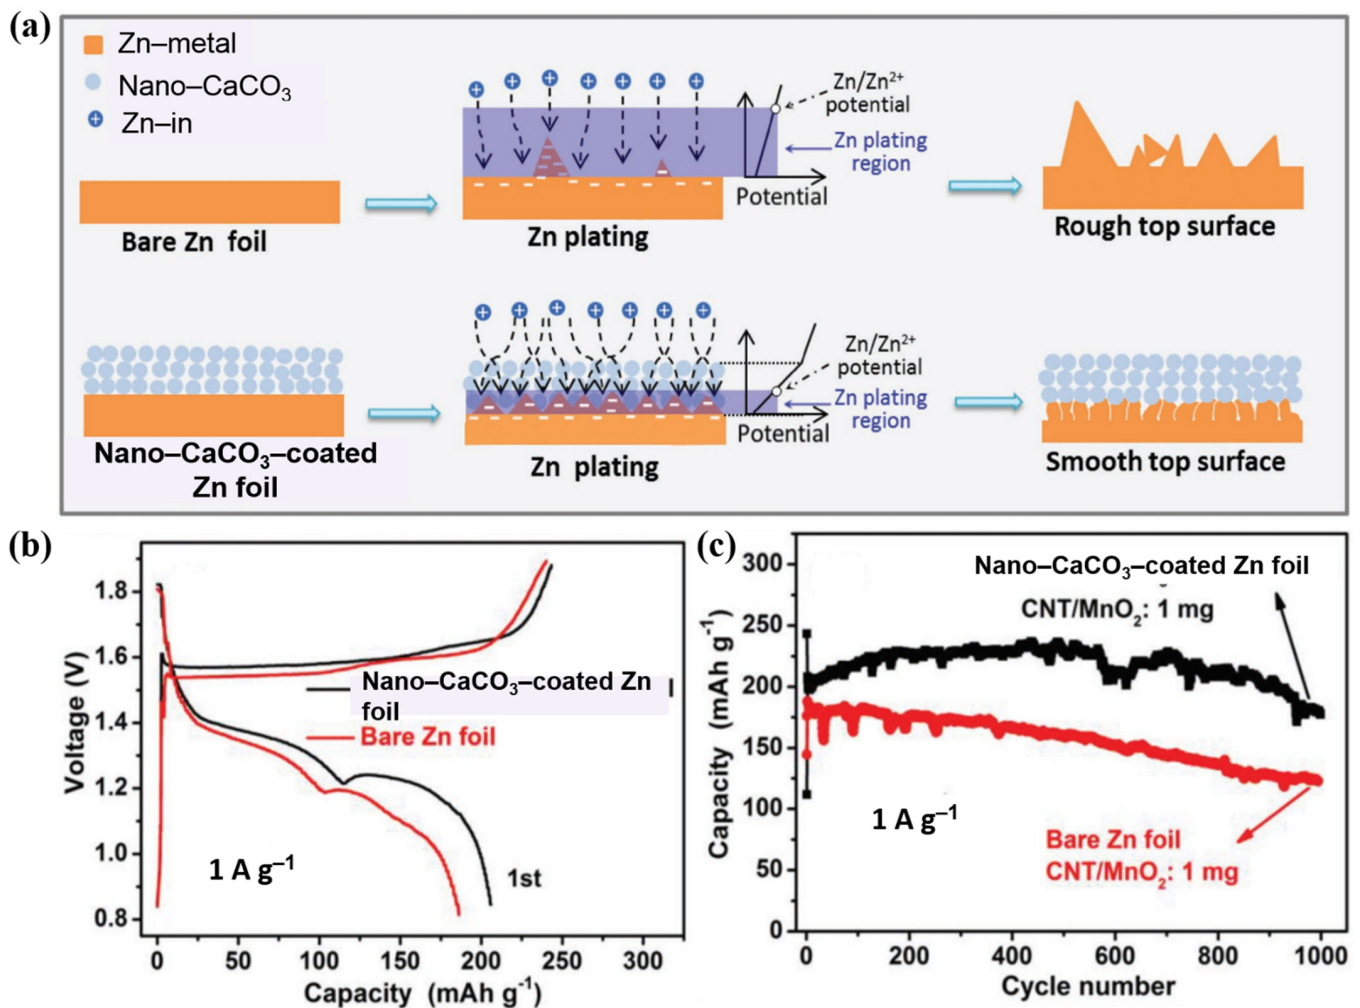 (a)
Zn–metal
Nano–CaCO3
Zn–in
Bare Zn foil
Zn plating
Zn/Zn2+
potential
Zn plating
region
Potential
Rough top surface
Nano–CaCO3–coated
Zn foil
Zn plating
Zn/Zn2+
potential
Zn plating
region
Potential
Smooth top surface
(b)
Voltage (V)
1.8
1.6
1.4
1.2
1.0
0.8
Nano–CaCO3–coated Zn
foil
Bare Zn foil
1 A g–1
1st
0 50 100 150 200 250 300
Capacity (mAh g-1)
(c)
Capacity (mAh g-1)
300
250
200
150
100
50
0
Nano–CaCO3–coated Zn foil
CNT/MnO2: 1 mg
1 A g–1
Bare Zn foil
CNT/MnO2: 1 mg
0 200 400 600 800 1000
Cycle number